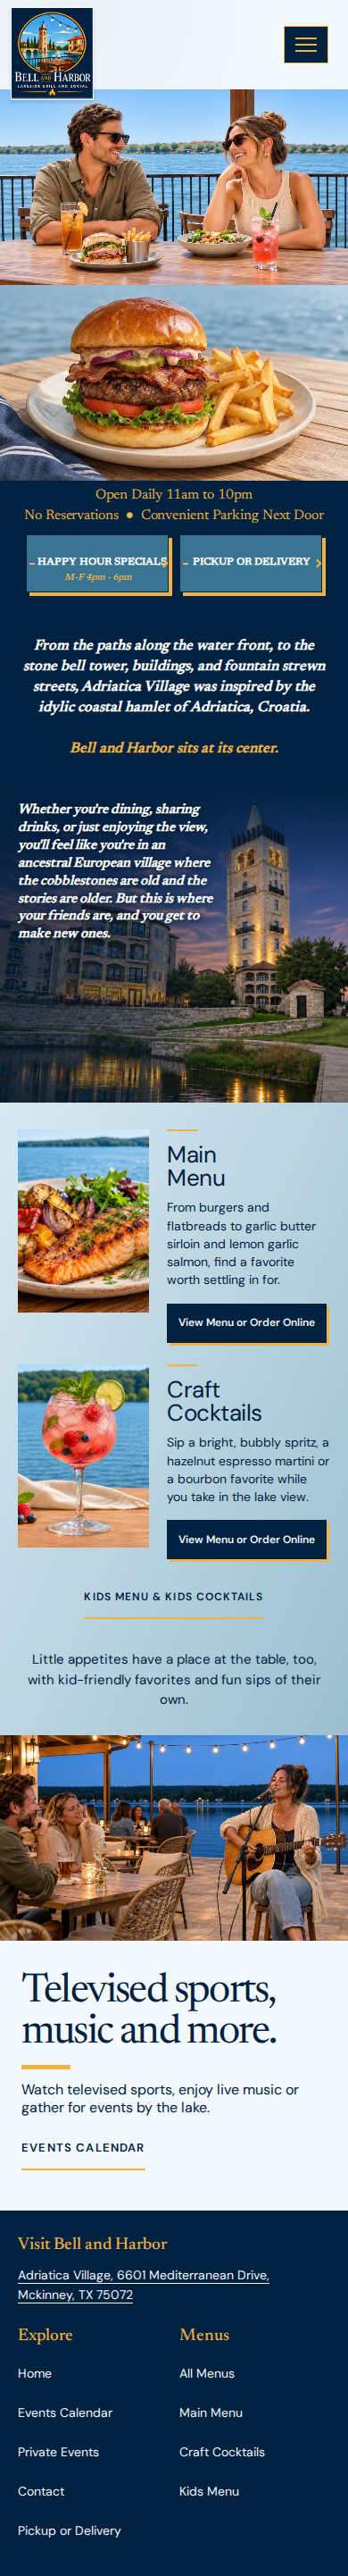 BELL AND HARBOR
LAKESIDE GRILL AND SOCIAL
Open Daily 11am to 10pm
No Reservations ● Convenient Parking Next Door
HAPPY HOUR SPECIALS
M-F 4pm - 6pm
PICKUP OR DELIVERY
From the paths along the water front, to the
stone bell tower, buildings, and fountain strewn
streets, Adriatica Village was inspired by the
idylic coastal hamlet of Adriatica, Croatia.
Bell and Harbor sits at its center.
Whether you're dining, sharing
drinks, or just enjoying the view,
you'll feel like you're in an
ancestral European village where
the cobblestones are old and the
stories are older. But this is where
your friends are, and you get to
make new ones.
Main
Menu
From burgers and
flatbreads to garlic butter
sirloin and lemon garlic
salmon, find a favorite
worth settling in for.
View Menu or Order Online
Craft
Cocktails
Sip a bright, bubbly spritz, a
hazelnut espresso martini or
a bourbon favorite while
you take in the lake view.
View Menu or Order Online
KIDS MENU & KIDS COCKTAILS
Little appetites have a place at the table, too,
with kid-friendly favorites and fun sips of their
own.
Televised sports,
music and more.
Watch televised sports, enjoy live music or
gather for events by the lake.
EVENTS CALENDAR
Visit Bell and Harbor
Adriatica Village, 6601 Mediterranean Drive,
Mckinney, TX 75072
Explore
Home
Events Calendar
Private Events
Contact
Pickup or Delivery
Menus
All Menus
Main Menu
Craft Cocktails
Kids Menu